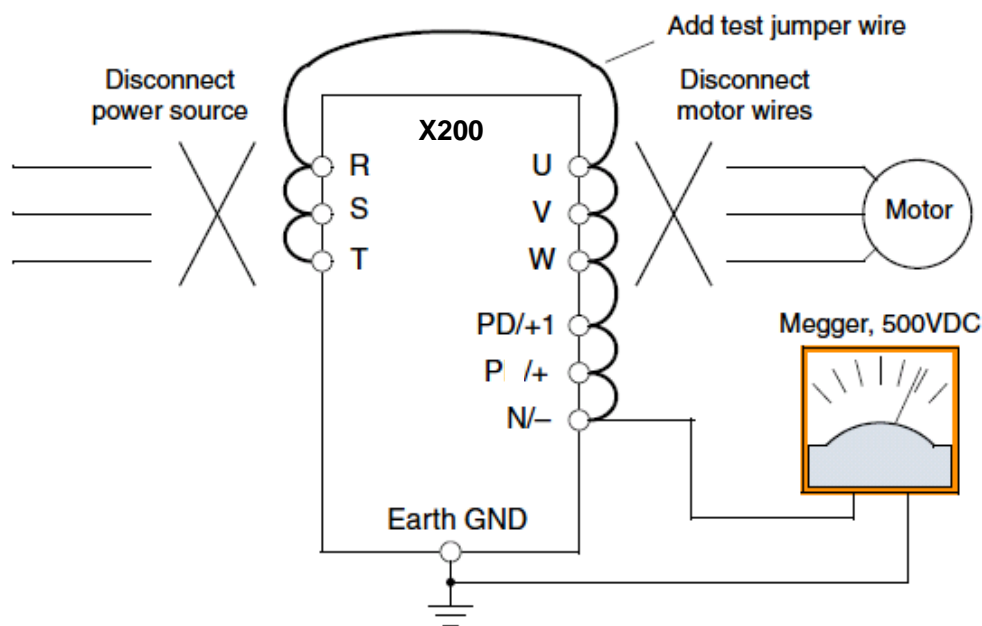 Add test jumper wire
Disconnect
power source
Disconnect
motor wires
X200
R
U
S
V
Motor
T
W
PD/+1
Megger, 500VDC
P /+
N/–
Earth GND